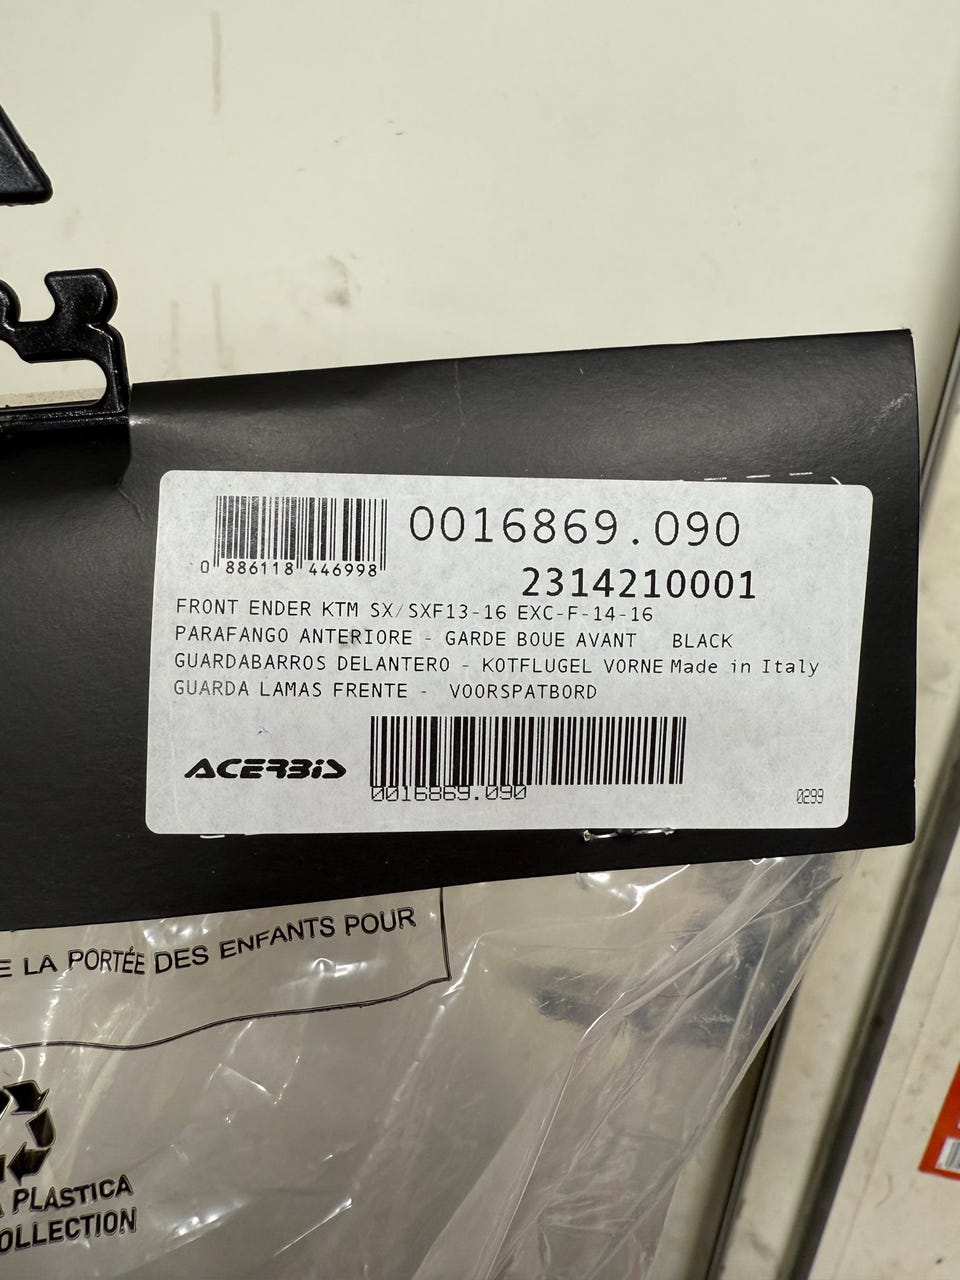 0016869.090
0 886118 446998
2314210001
FRONT ENDER KTM SX/SXF13-16 EXC-F-14-16
PARAFANGO ANTERIORE - GARDE BOUE AVANT BLACK
GUARDABARROS DELANTERO - KOTFLUGEL VORNE Made in Italy
GUARDA LAMAS FRENTE - VOORSPATBORD
ACERBIS
0016869.090
0299
LA PORTÉE DES ENFANTS POUR
PLASTICA
OLLECTION